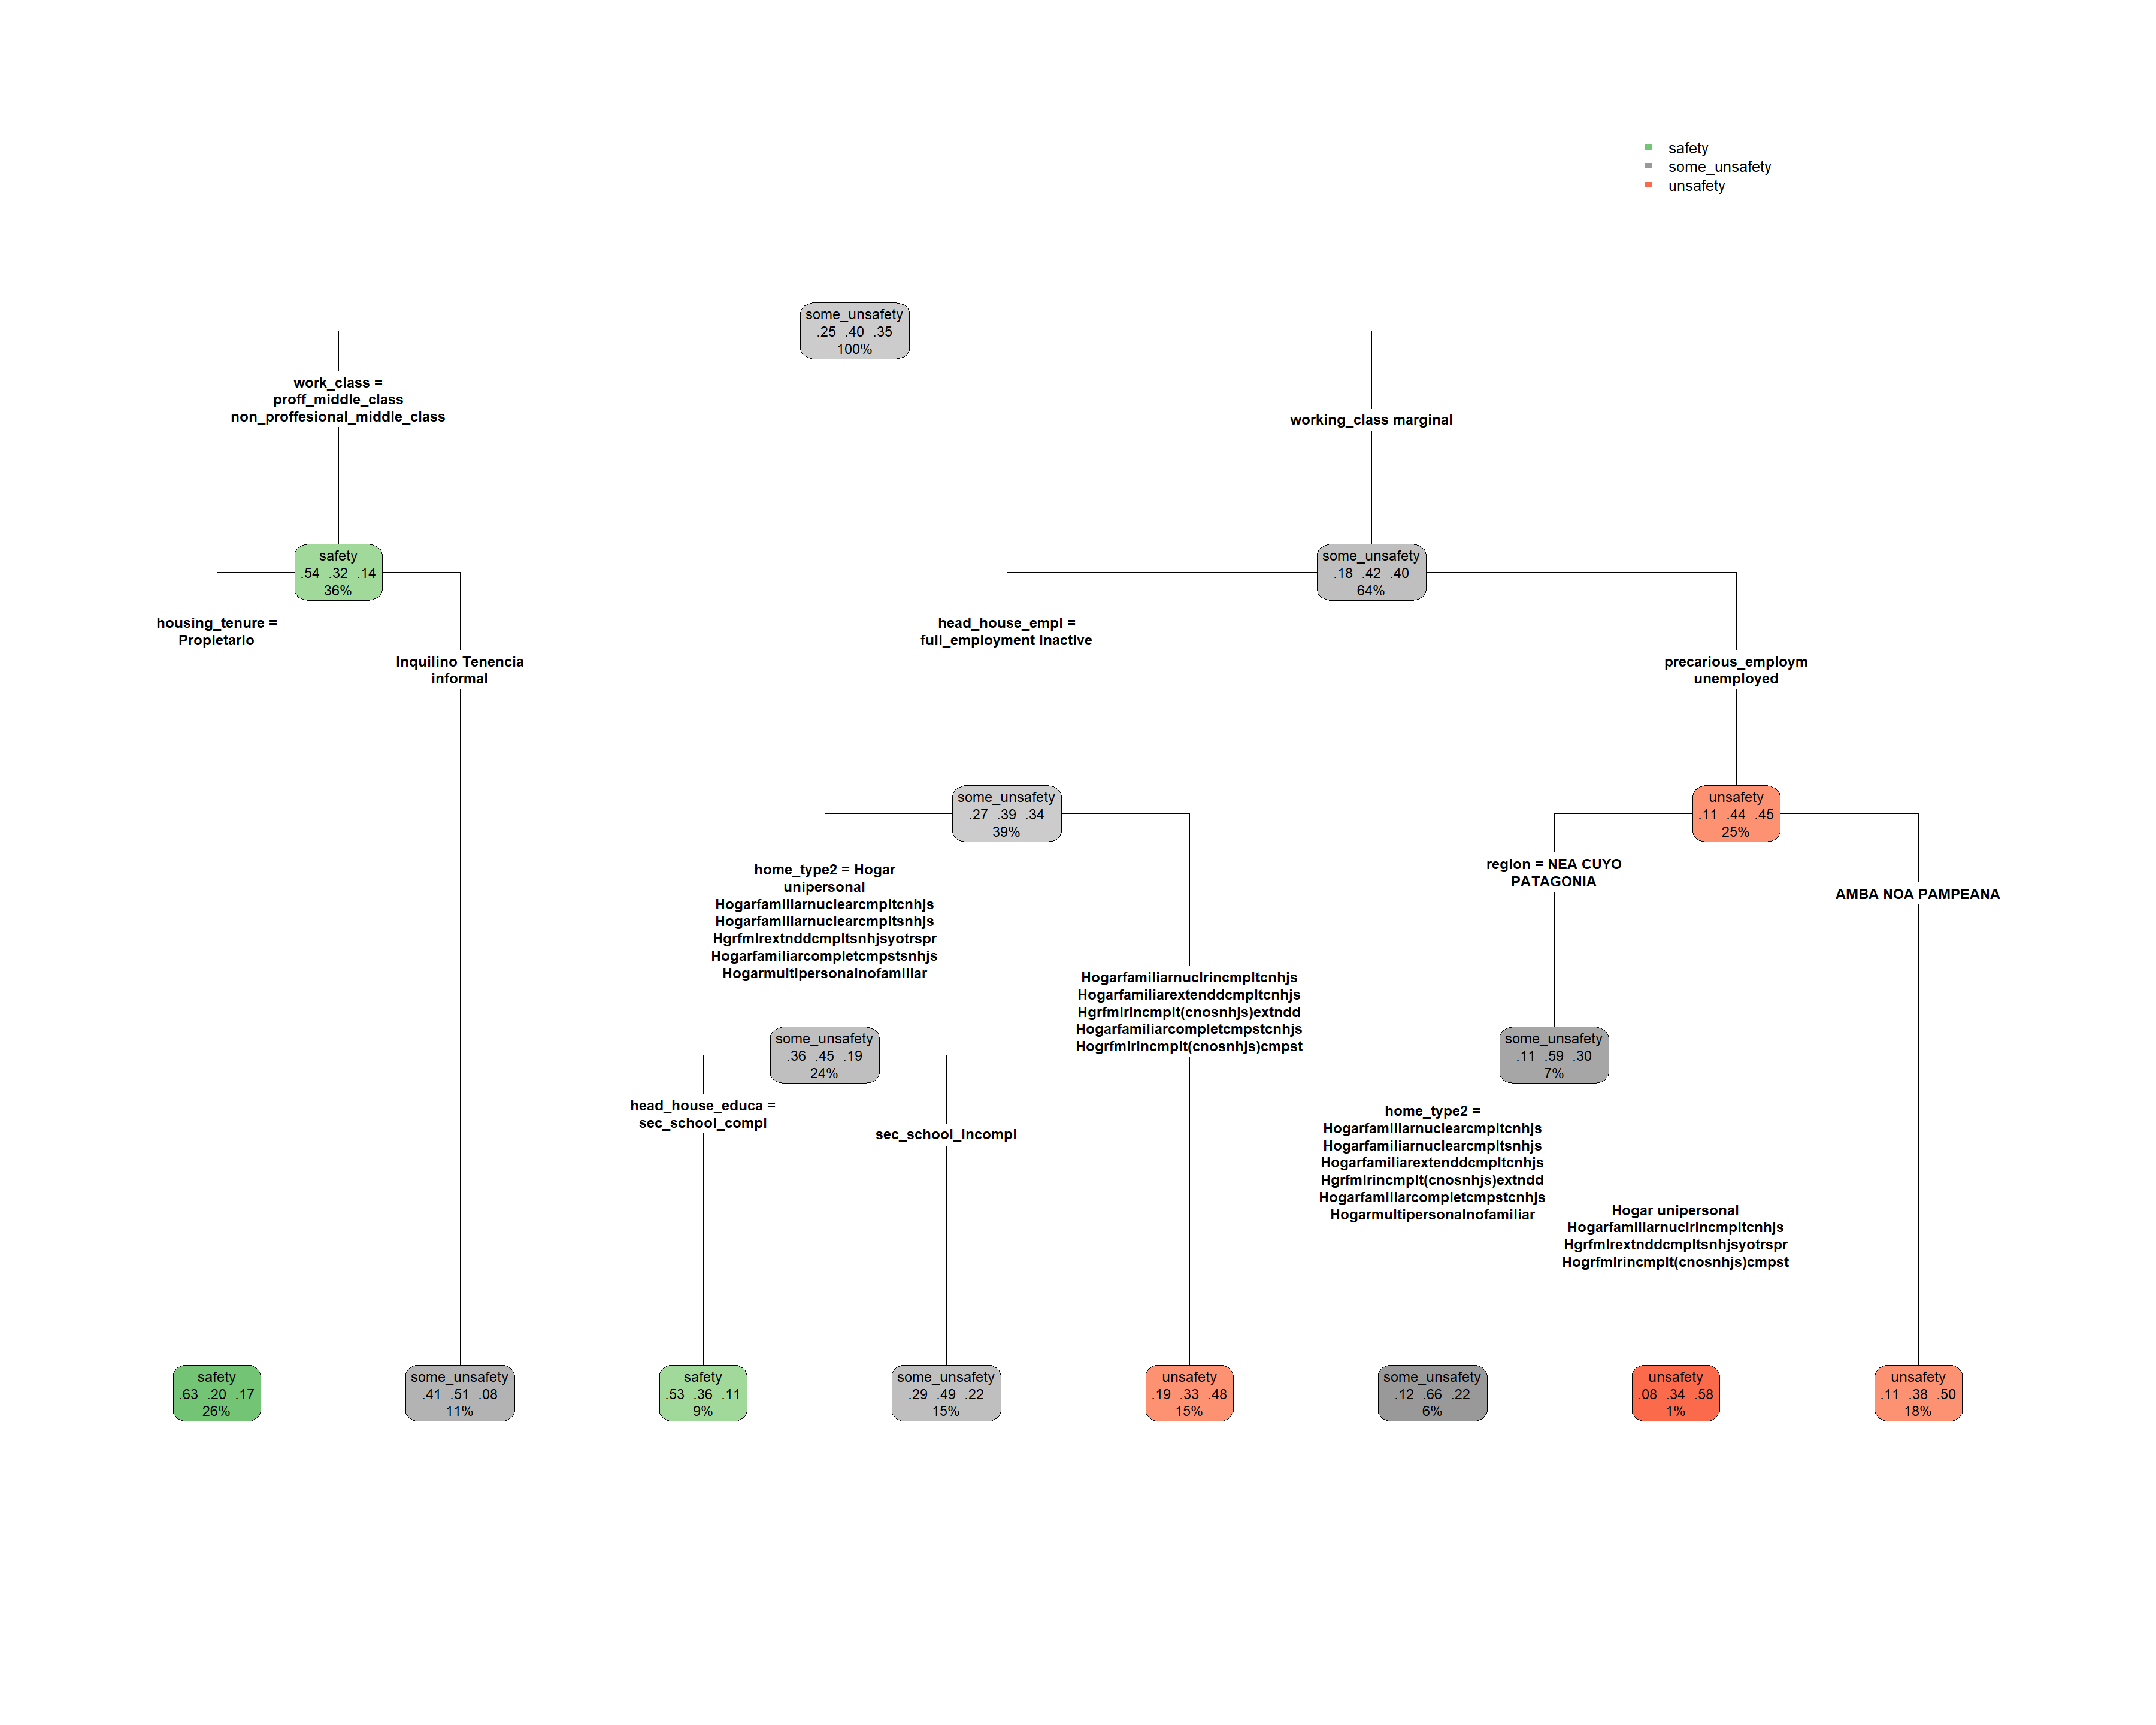 safety
some_unsafety
unsafety
some_unsafety
.25 .40 .35
100%
work_class =
proff_middle_class
non_proffesional_middle_class
working_class marginal
safety
.54 .32 .14
36%
some_unsafety
.18 .42 .40
64%
housing_tenure =
Propietario
Inquilino Tenencia
informal
head_house_empl =
full_employment inactive
precarious_employm
unemployed
some_unsafety
.27 .39 .34
39%
unsafety
.11 .44 .45
25%
home_type2 = Hogar
unipersonal
Hogarfamiliarnuclearcmpltcnhjs
Hogarfamiliarnuclearcmpltsnhjs
Hgrfmlrextnddcmpltsnhjsyotrspr
Hogarfamiliarcompletcmpstsnhjs
Hogarmultipersonalnofamiliar
Hogarfamiliarnuclrincmpltcnhjs
Hogarfamiliarextenddcmpltcnhjs
Hgrfmlrincmplt(cnosnhjs)extndd
Hogarfamiliarcompletcmpstcnhjs
Hogrfmlrincmplt(cnosnhjs)cmpst
region = NEA CUYO
PATAGONIA
AMBA NOA PAMPEANA
some_unsafety
.36 .45 .19
24%
some_unsafety
.11 .59 .30
7%
head_house_educa =
sec_school_compl
sec_school_incompl
home_type2 =
Hogarfamiliarnuclearcmpltcnhjs
Hogarfamiliarnuclearcmpltsnhjs
Hogarfamiliarextenddcmpltcnhjs
Hgrfmlrincmplt(cnosnhjs)extndd
Hogarfamiliarcompletcmpstcnhjs
Hogarmultipersonalnofamiliar
Hogar unipersonal
Hogarfamiliarnuclrincmpltcnhjs
Hgrfmlrextnddcmpltsnhjsyotrspr
Hogrfmlrincmplt(cnosnhjs)cmpst
safety
.63 .20 .17
26%
some_unsafety
.41 .51 .08
11%
safety
.53 .36 .11
9%
some_unsafety
.29 .49 .22
15%
unsafety
.19 .33 .48
15%
some_unsafety
.12 .66 .22
6%
unsafety
.08 .34 .58
1%
unsafety
.11 .38 .50
18%